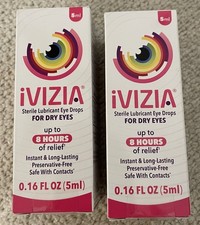 5ml
iVIZIA®
Sterile Lubricant Eye Drops
FOR DRY EYES
up to
8 HOURS
of relief*
Instant & Long-Lasting
Preservative-Free
Safe With Contacts*
0.16 FL OZ (5ml)
5ml
iVIZIA®
Sterile Lubricant Eye Drops
FOR DRY EYES
up to
8 HOURS
of relief*
Instant & Long-Lasting
Preservative-Free
Safe With Contacts*
0.16 FL OZ (5ml)